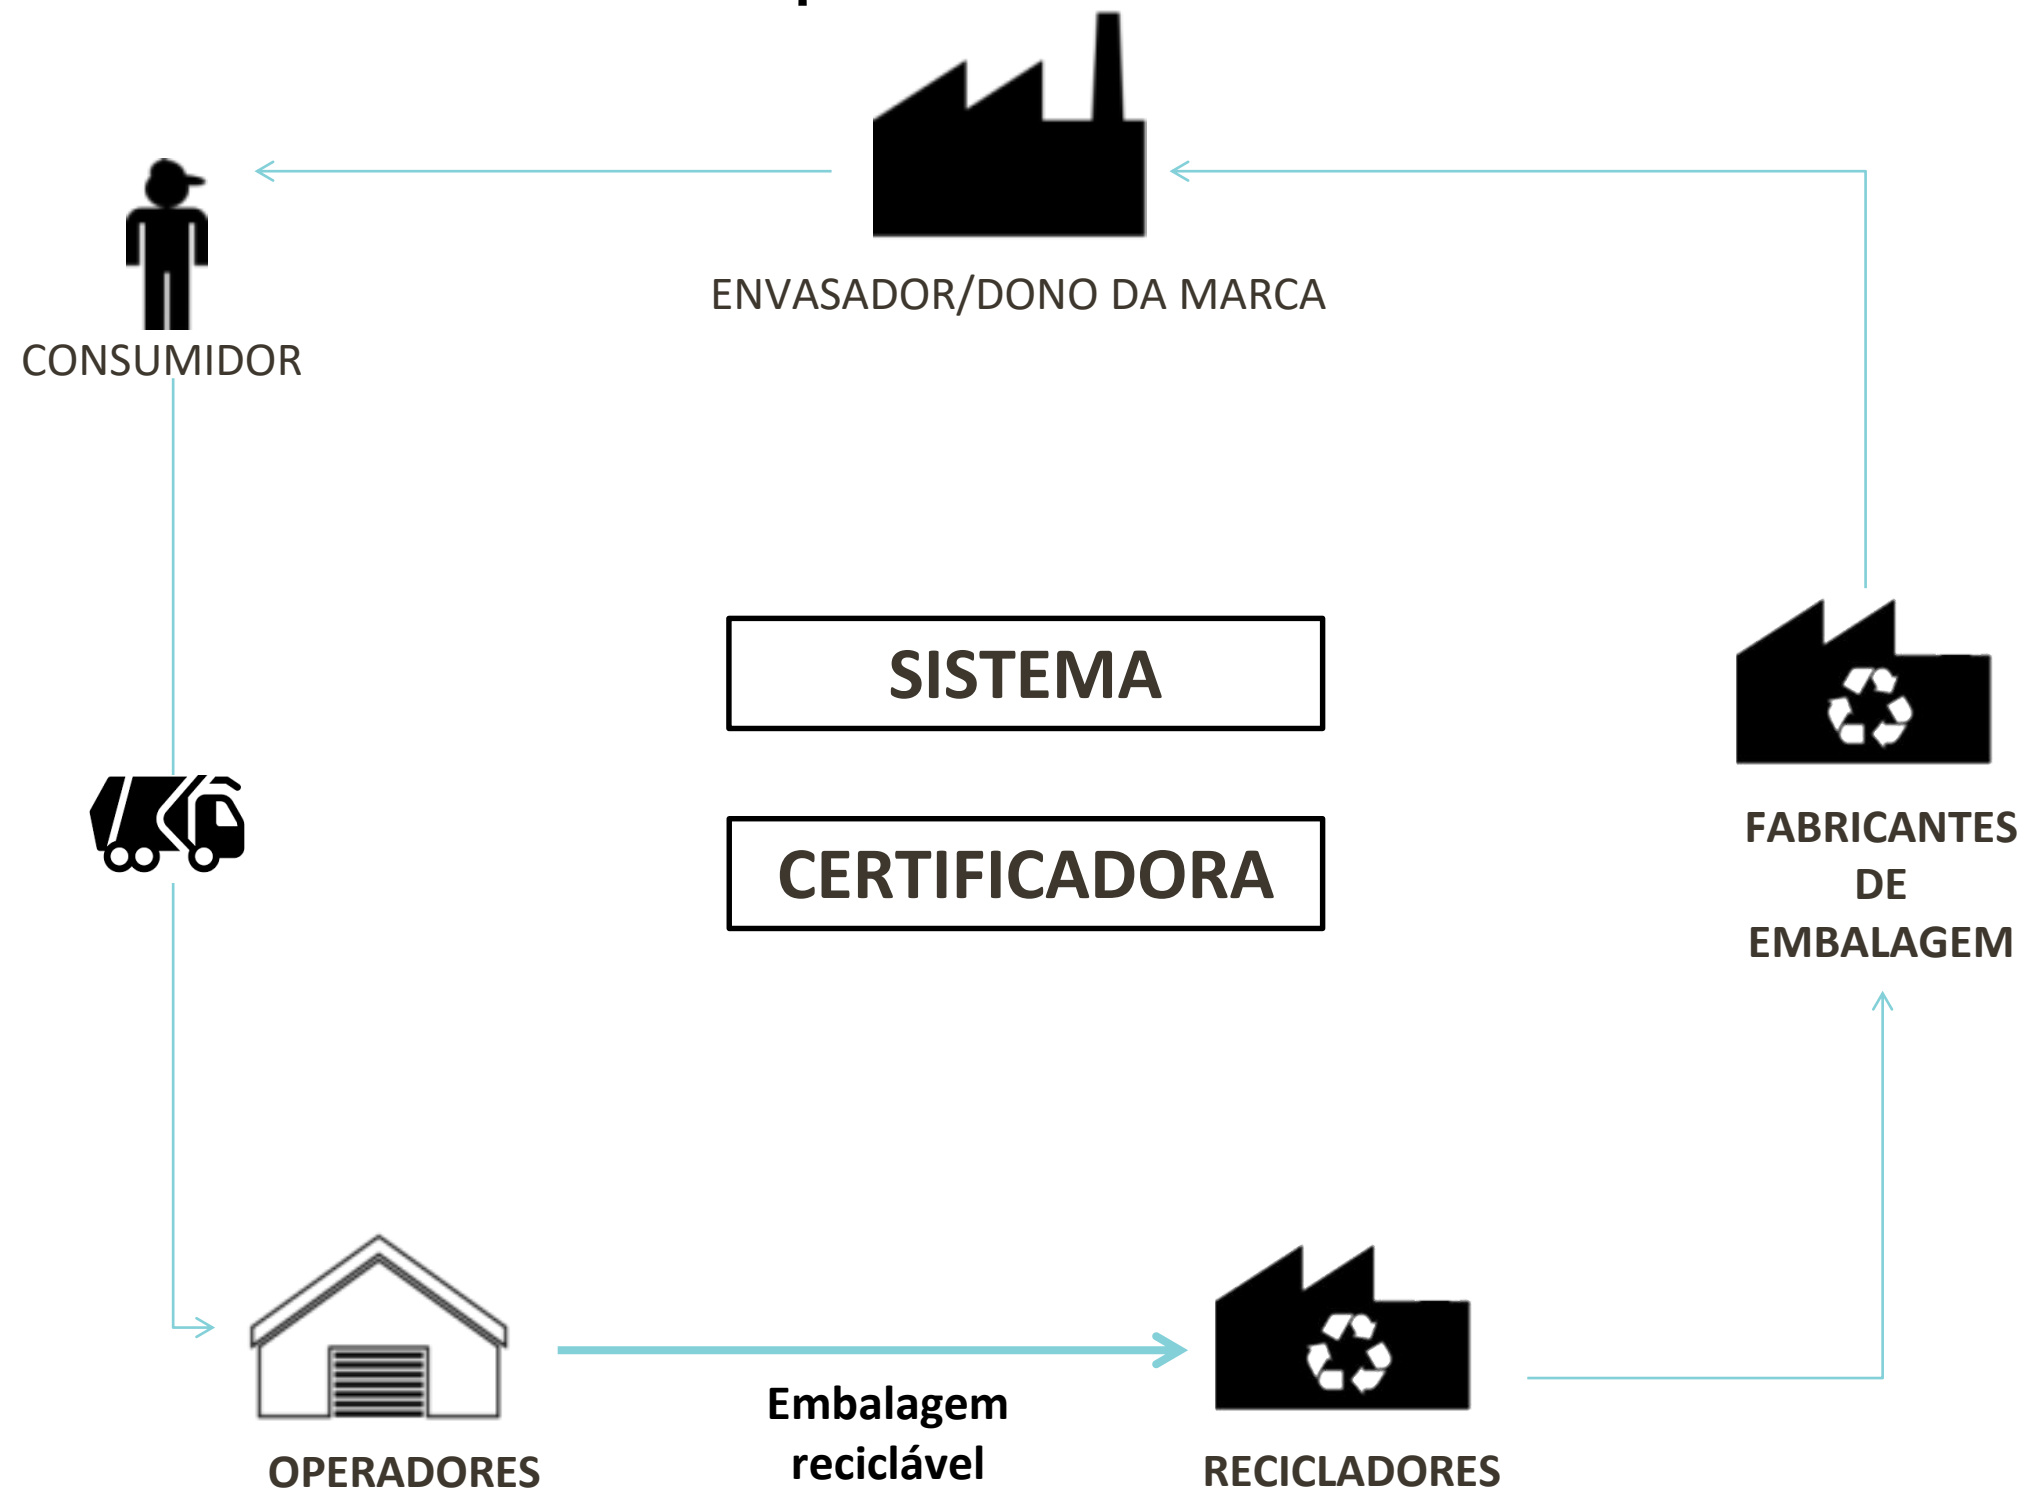 ENVASADOR/DONO DA MARCA
CONSUMIDOR
SISTEMA
CERTIFICADORA
FABRICANTES
DE
EMBALAGEM
Embalagem
reciclável
OPERADORES
RECICLADORES